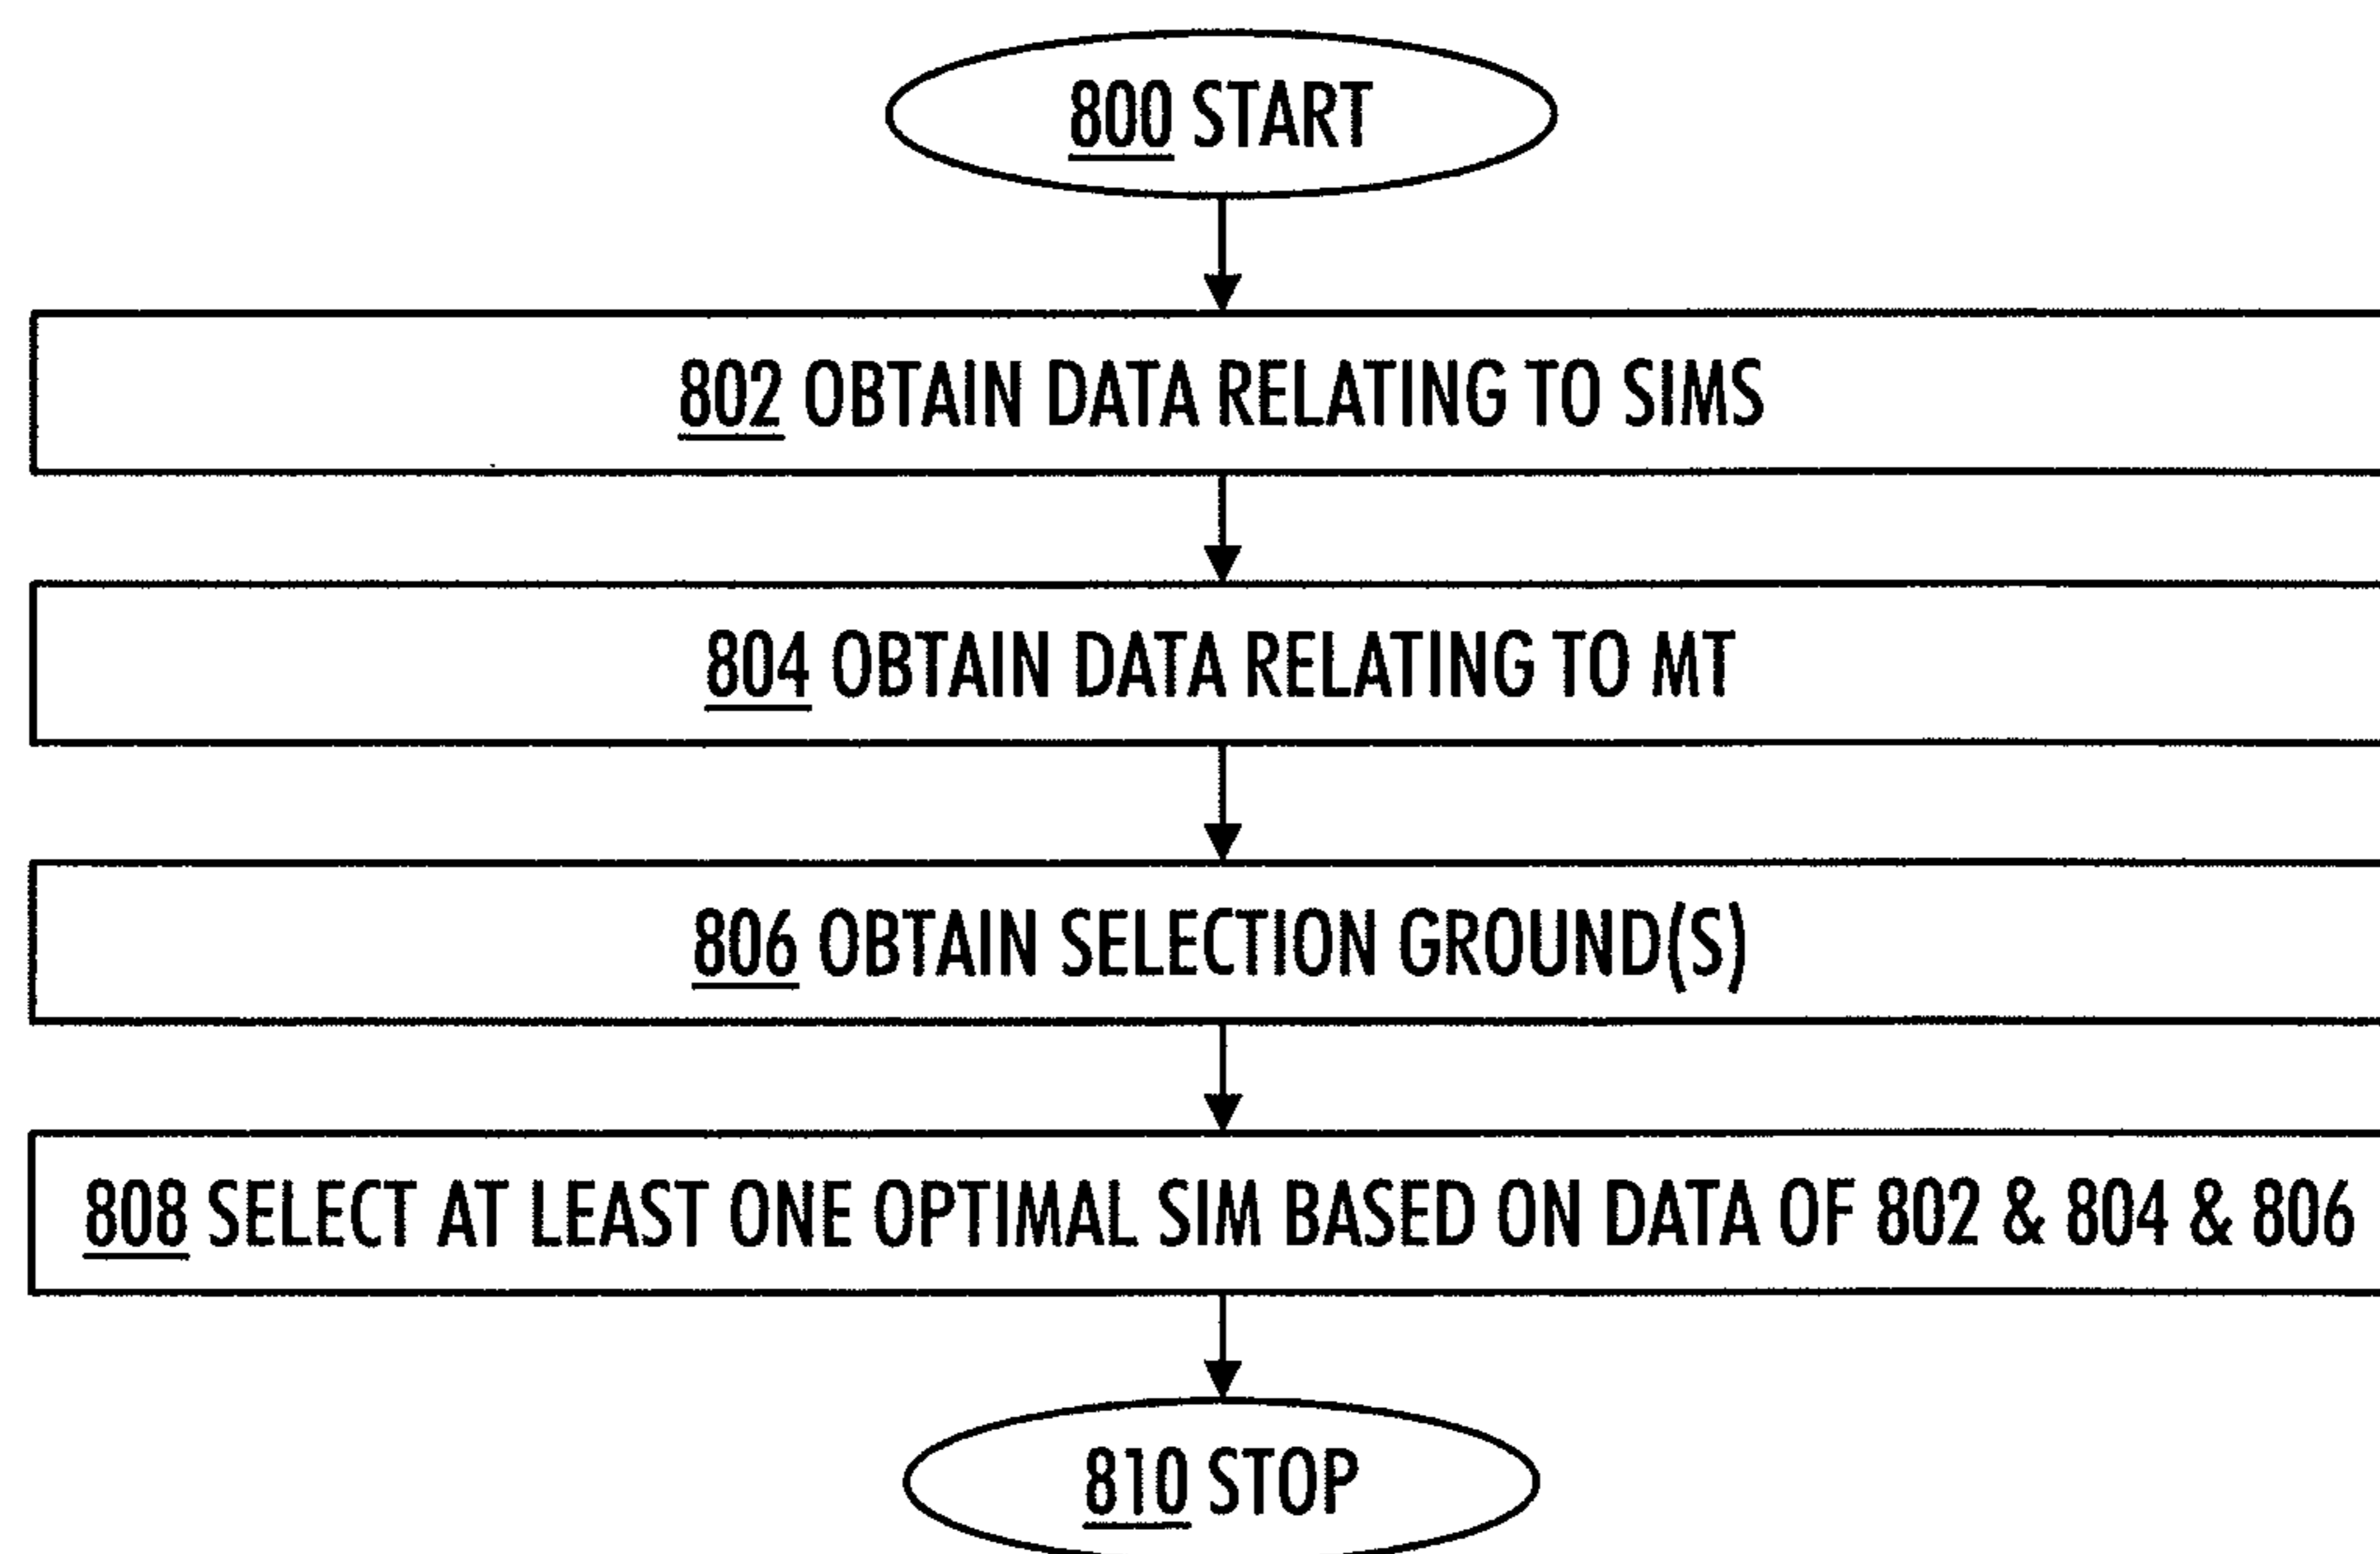 800 START
802 OBTAIN DATA RELATING TO SIMS
804 OBTAIN DATA RELATING TO MT
806 OBTAIN SELECTION GROUND(S)
808 SELECT AT LEAST ONE OPTIMAL SIM BASED ON DATA OF 802 & 804 & 806
810 STOP